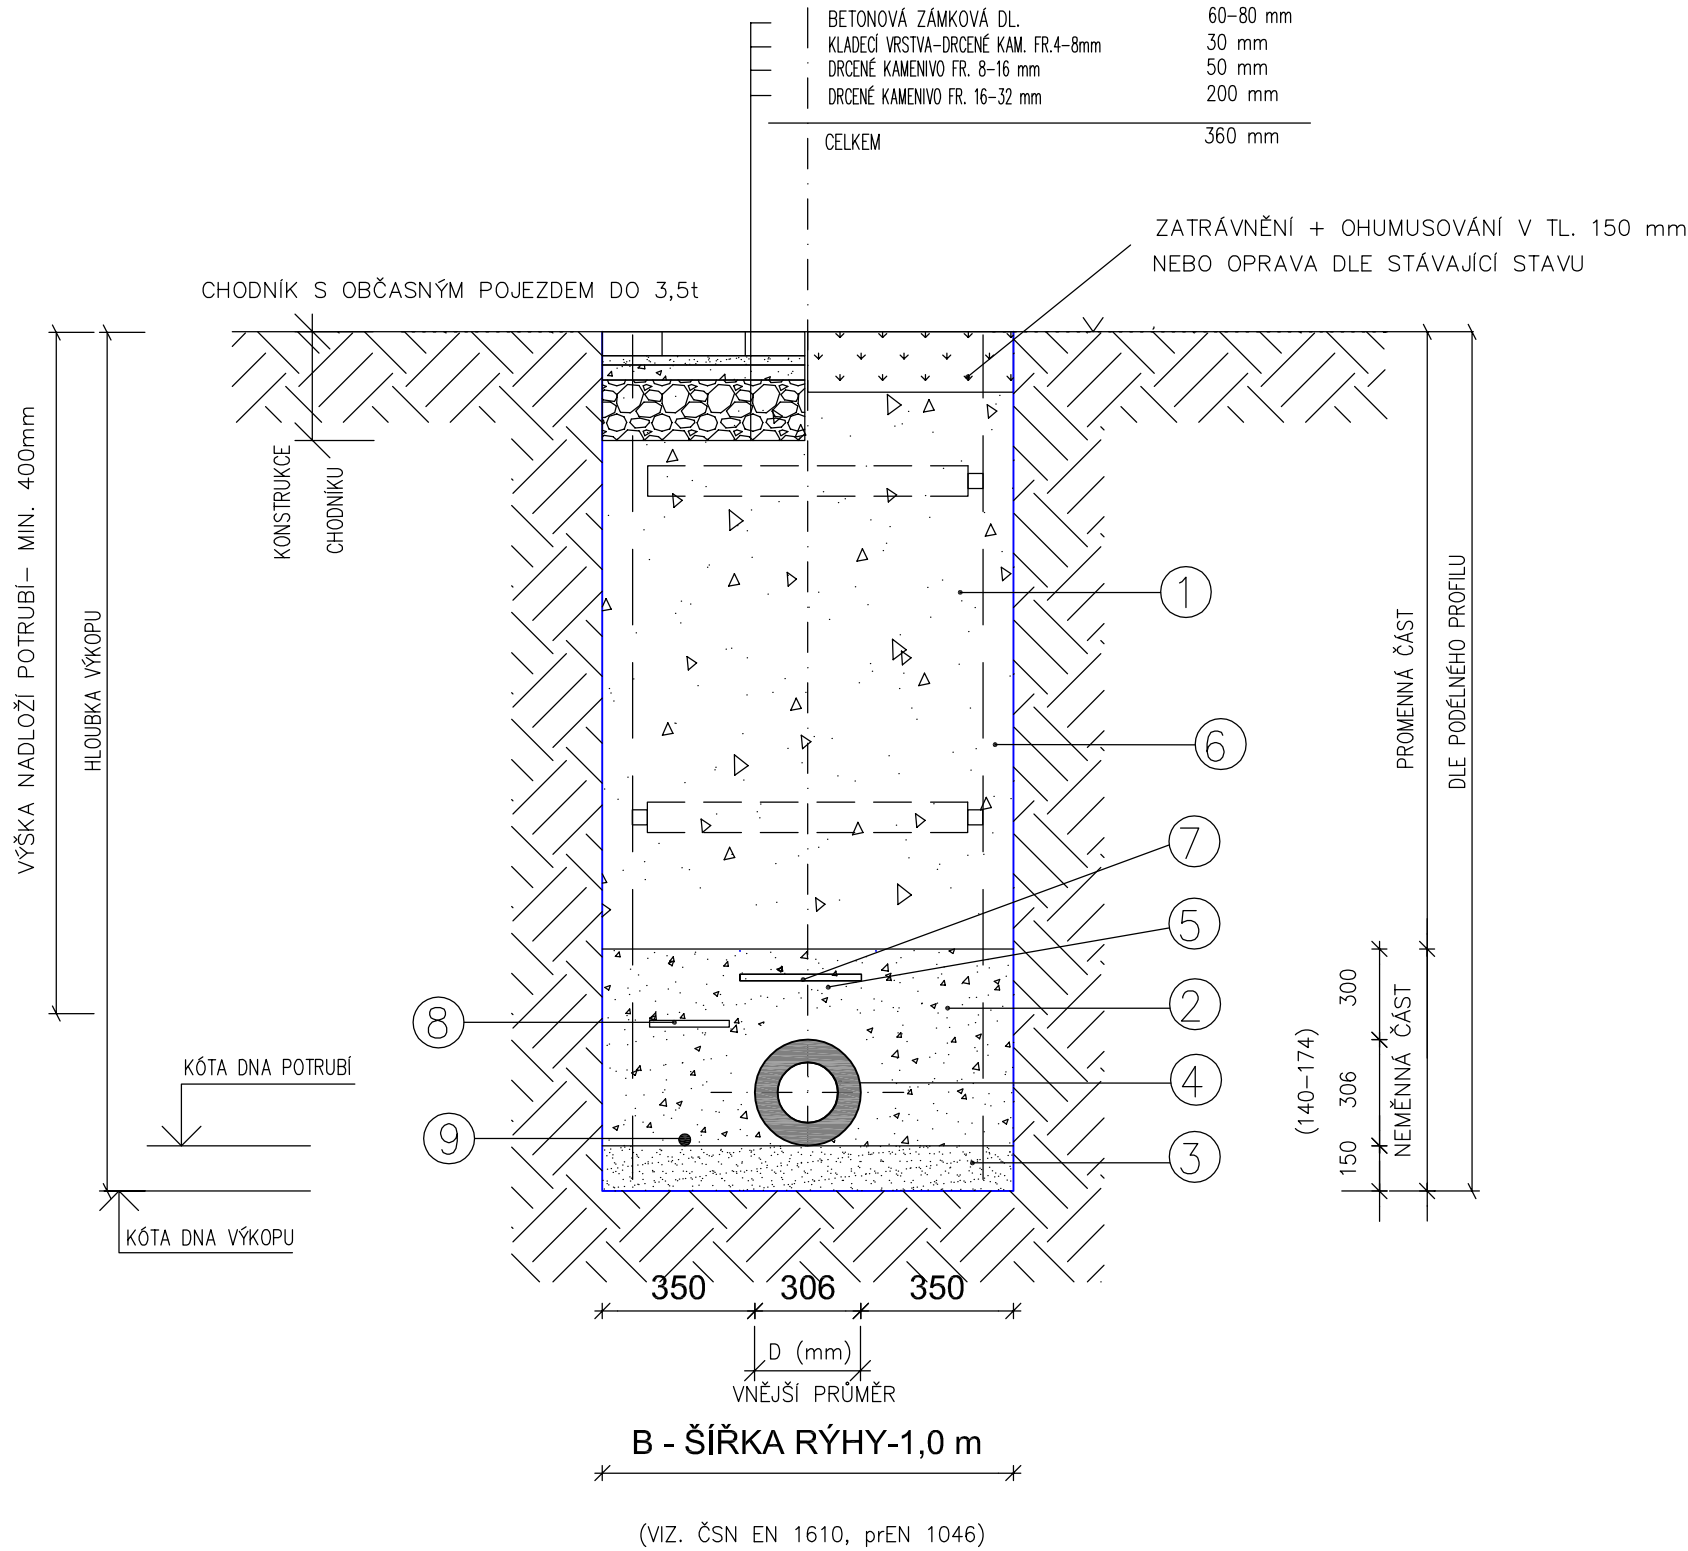 BETONOVÁ ZÁMKOVÁ DL. 60-80 mm
KLADECÍ VRSTVA-DRCENÉ KAM. FR.4-8mm 30 mm
DRCENÉ KAMENIVO FR. 8-16 mm 50 mm
DRCENÉ KAMENIVO FR. 16-32 mm 200 mm
CELKEM 360 mm
ZATRÁVNĚNÍ + OHUMUSOVÁNÍ V TL. 150 mm
NEBO OPRAVA DLE STÁVAJÍCÍ STAVU
CHODNÍK S OBČASNÝM POJEZDEM DO 3,5t
VÝŠKA NADLOŽÍ POTRUBÍ- MIN. 400mm
HLOUBKA VÝKOPU
KONSTRUKCE
CHODNÍKU
1
6
7
5
2
8
4
9
3
PROMENNÁ ČÁST
DLE PODÉLNÉHO PROFILU
300
306
150
(140-174)
NEMĚNNÁ ČÁST
KÓTA DNA POTRUBÍ
KÓTA DNA VÝKOPU
350 306 350
D (mm)
VNĚJŠÍ PRŮMĚR
B - ŠÍŘKA RÝHY-1,0 m
(VIZ. ČSN EN 1610, prEN 1046)